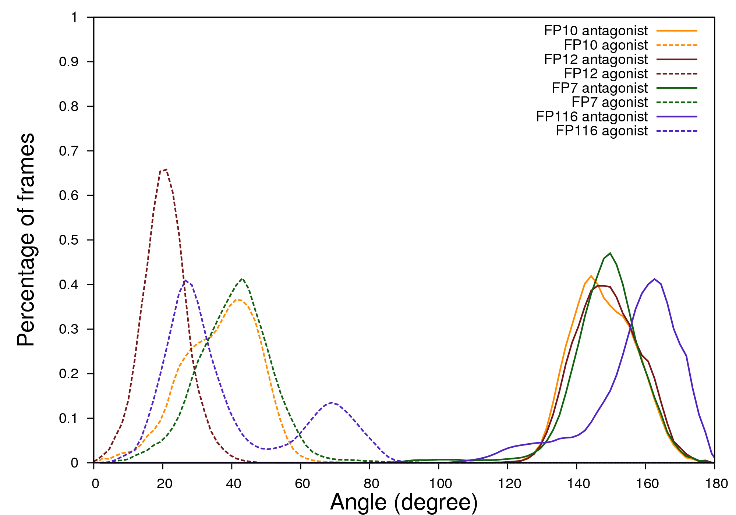 1
0.9
0.8
0.7
0.6
0.5
0.4
0.3
0.2
0.1
0
Percentage of frames
FP10 antagonist
FP10 agonist
FP12 antagonist
FP12 agonist
FP7 antagonist
FP7 agonist
FP116 antagonist
FP116 agonist
0 20 40 60 80 100 120 140 160 180
Angle (degree)